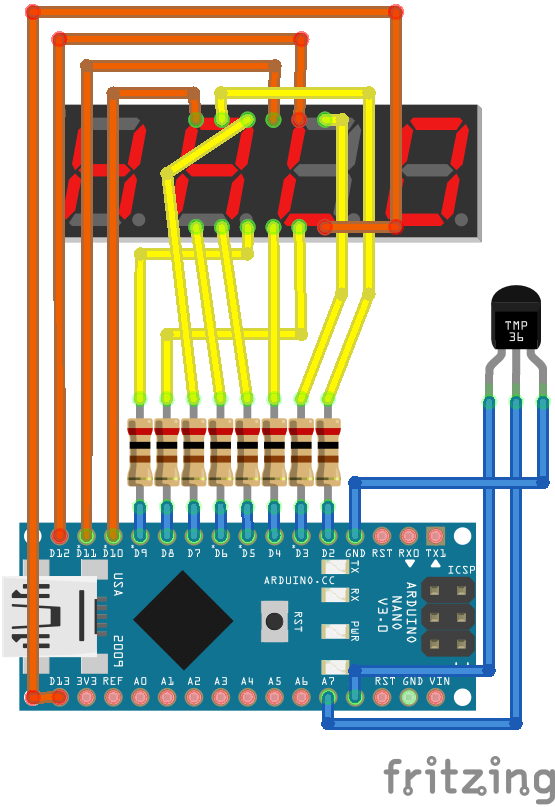 TMP
36
D12 D11 D10 D9 D8 D7 D6 D5 D4 D3 D2 GND RST RX0 TX1
USA
2009
ARDUINO.CC
RST
TX
RX
PWR
ICSP
ARDUINO
NANO
V3.0
D13 3V3 REF A0 A1 A2 A3 A4 A5 A6 A7 RST GND VIN
fritzing